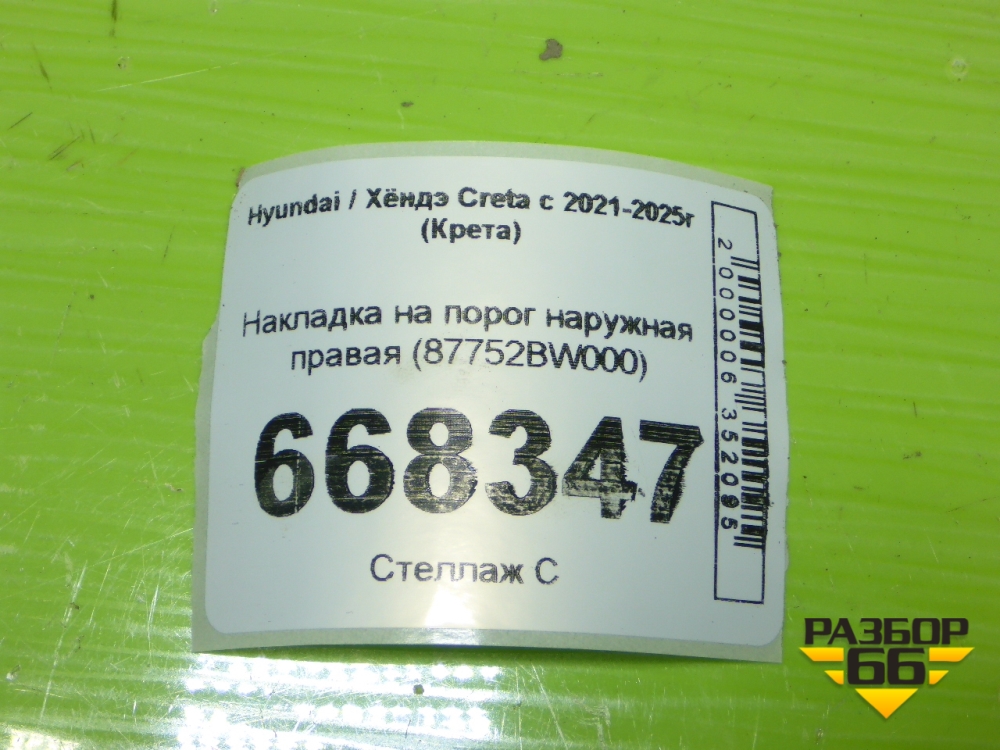 Hyundai / Хёндэ Creta с 2021-2025г
(Крета)
Накладка на порог наружная
правая (87752BW000)
668347
Стеллаж С
2000006352095
РАЗБОР
66